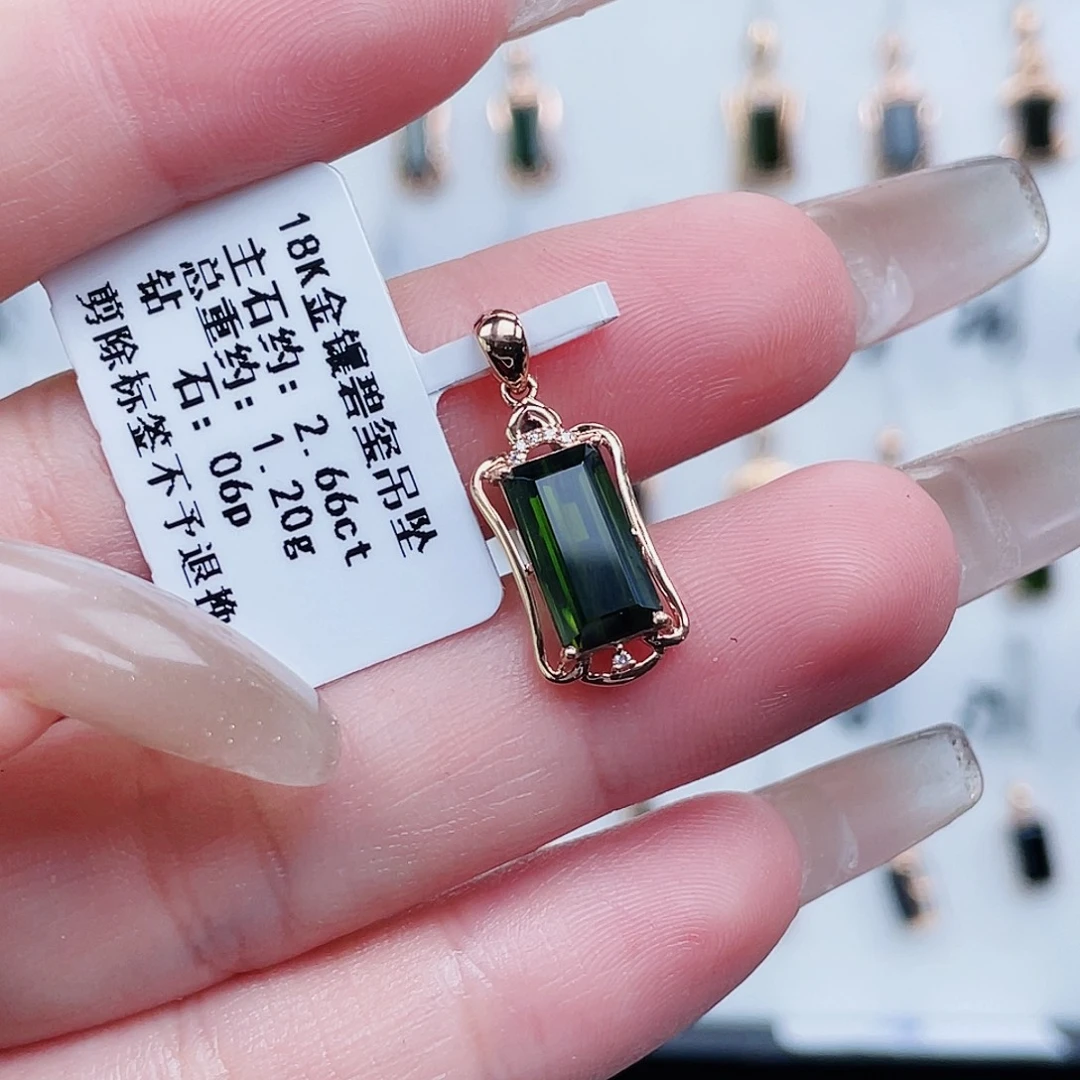 18K金镶碧玺吊坠
主石约: 2.66ct
总重约: 1.20g
钻 石: 06p
剪除标签不予退换